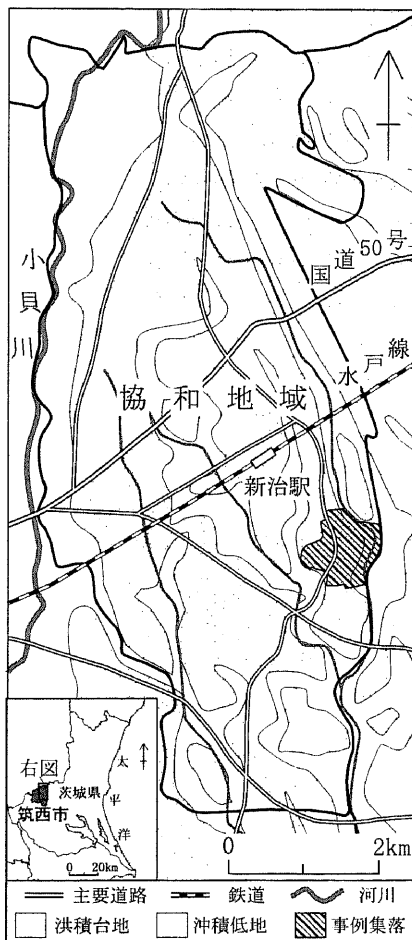 国道50号
小貝川
水戸線
協和地域
新治駅
右図
茨城県
筑西市
太平洋
0 20km
0 2km
主要道路 鉄道 河川
洪積台地 沖積低地 事例集落